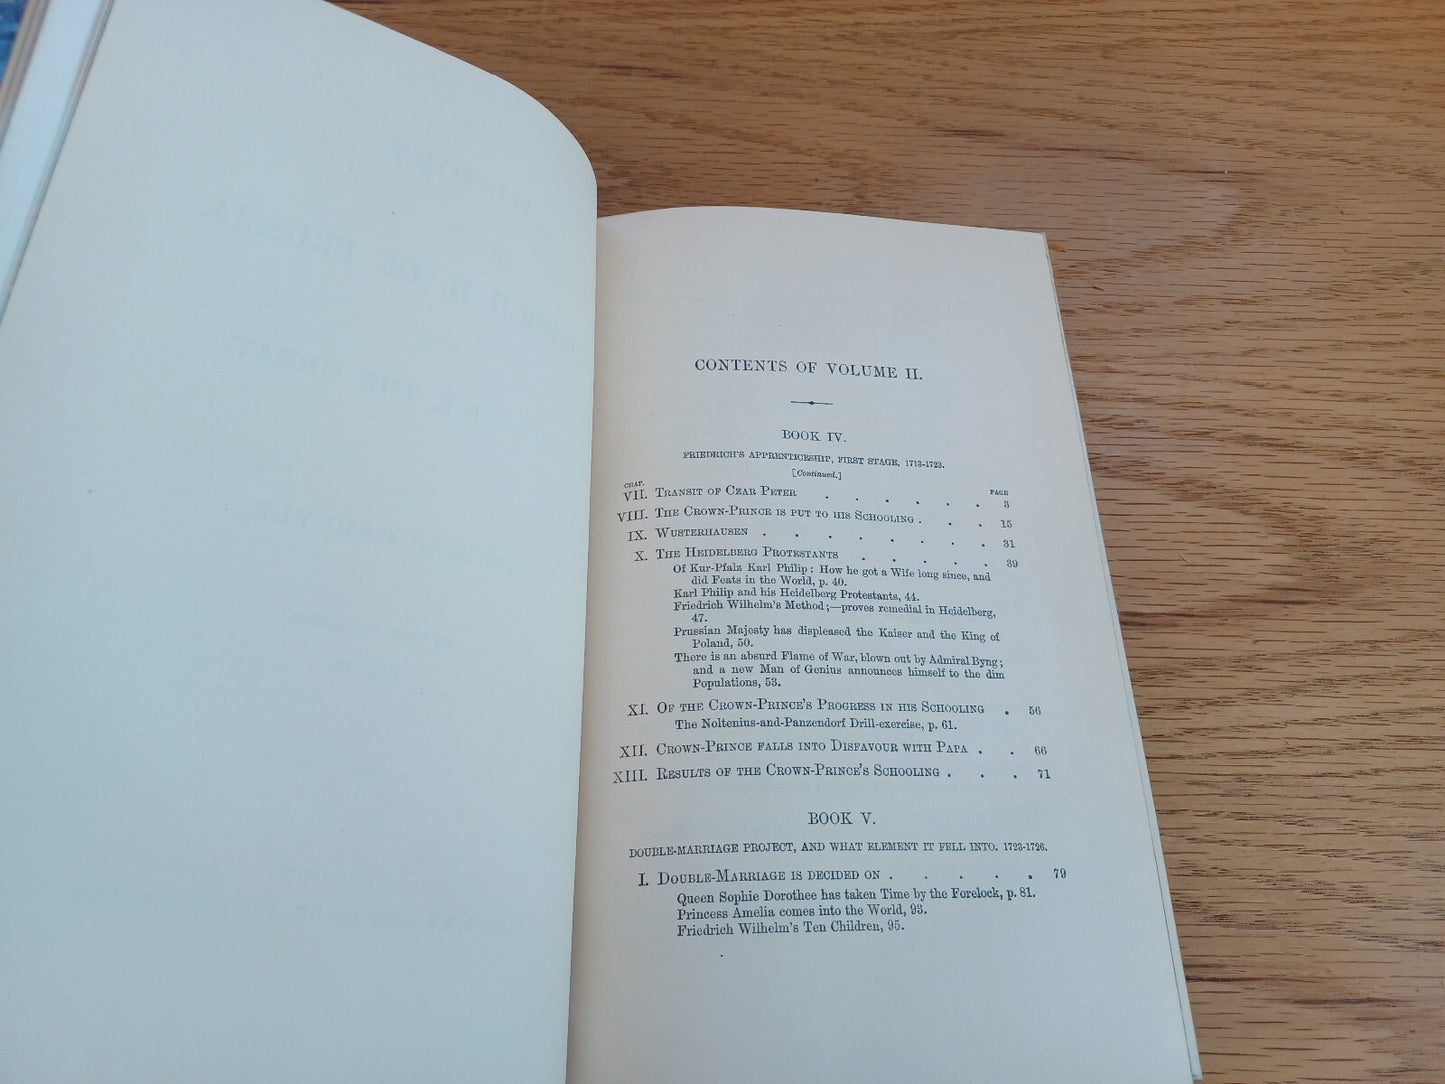 CONTENTS OF VOLUME II.
BOOK IV.
FRIEDRICH'S APPRENTICESHIP, FIRST STAGE. 1713-1723.
[Continued.]
CHAP. PAGE
VII. TRANSIT OF CZAR PETER . . . . . . 3
VIII. THE CROWN-PRINCE IS PUT TO HIS SCHOOLING . . . 15
IX. WUSTERHAUSEN . . . . . . . . 31
X. THE HEIDELBERG PROTESTANTS . . . . . 39
Of Kur-Pfalz Karl Philip: How he got a Wife long since, and
did Feats in the World, p. 40.
Karl Philip and his Heidelberg Protestants, 44.
Friedrich Wilhelm's Method;—proves remedial in Heidelberg,
47.
Prussian Majesty has displeased the Kaiser and the King of
Poland, 50.
There is an absurd Flame of War, blown out by Admiral Byng;
and a new Man of Genius announces himself to the dim
Populations, 53.
XI. OF THE CROWN-PRINCE'S PROGRESS IN HIS SCHOOLING . 56
The Noltenius-and-Panzendorf Drill-exercise, p. 61.
XII. CROWN-PRINCE FALLS INTO DISFAVOUR WITH PAPA . . 66
XIII. RESULTS OF THE CROWN-PRINCE'S SCHOOLING . . . 71
BOOK V.
DOUBLE-MARRIAGE PROJECT, AND WHAT ELEMENT IT FELL INTO. 1723-1726.
I. DOUBLE-MARRIAGE IS DECIDED ON . . . . . 79
Queen Sophie Dorothee has taken Time by the Forelock, p. 81.
Princess Amelia comes into the World, 93.
Friedrich Wilhelm's Ten Children, 95.